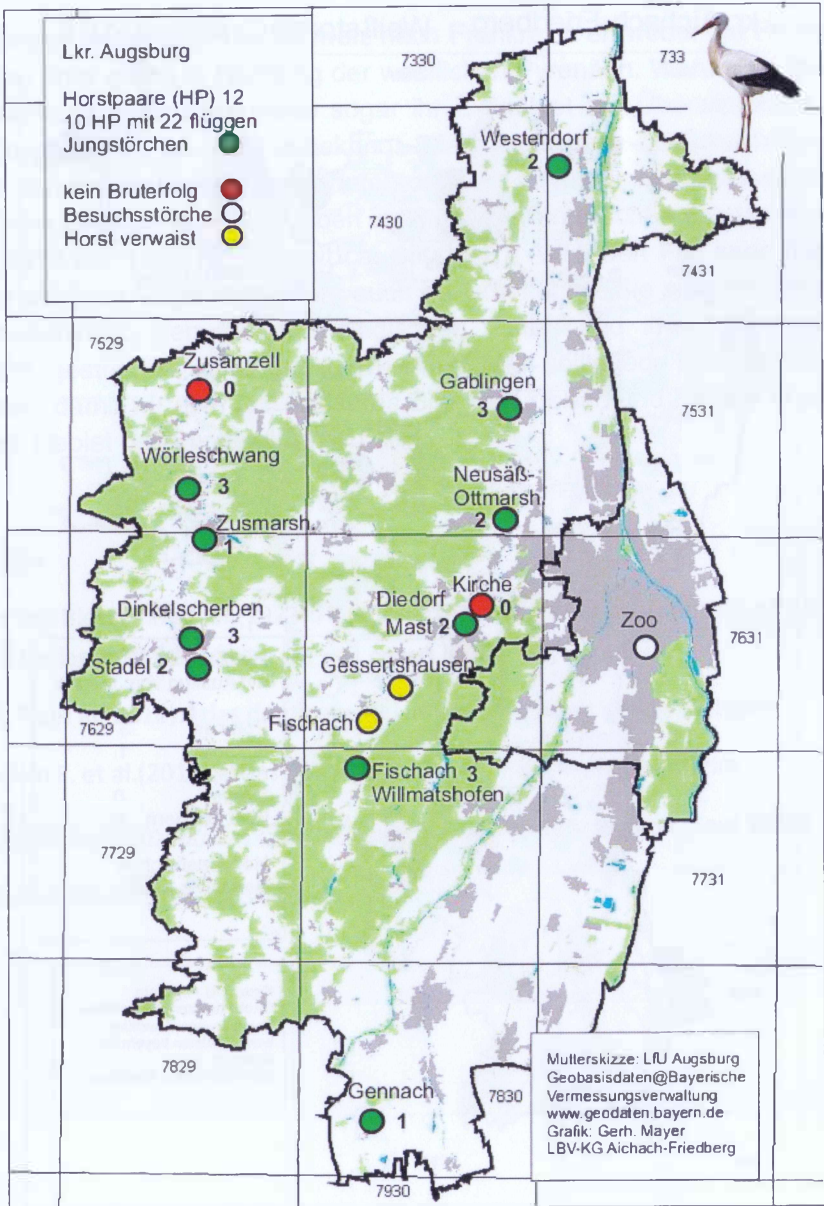 Lkr. Augsburg
Horstpaare (HP) 12
10 HP mit 22 flüggen
Jungstörchen
kein Bruterfolg
Besuchsstörche
Horst verwaist
7330
733
Westendorf
2
7430
7431
7529
Zusamzell
0
Gablingen
3
7531
Wörleschwang
3
Neusäß-
Ottmarsh.
2
Zusmarsh.
1
Dinkelscherben
3
Stadel 2
Kirche
Diedorf
0
Mast 2
Zoo
7631
Gessertshausen
Fischach
7629
Fischach 3
Willmatshofen
7729
7731
7829
7830
Gennach
1
7930
Mutterskizze: LfU Augsburg
Geobasisdaten@Bayerische
Vermessungsverwaltung
www.geodaten.bayern.de
Grafik: Gerh. Mayer
LBV-KG Aichach-Friedberg